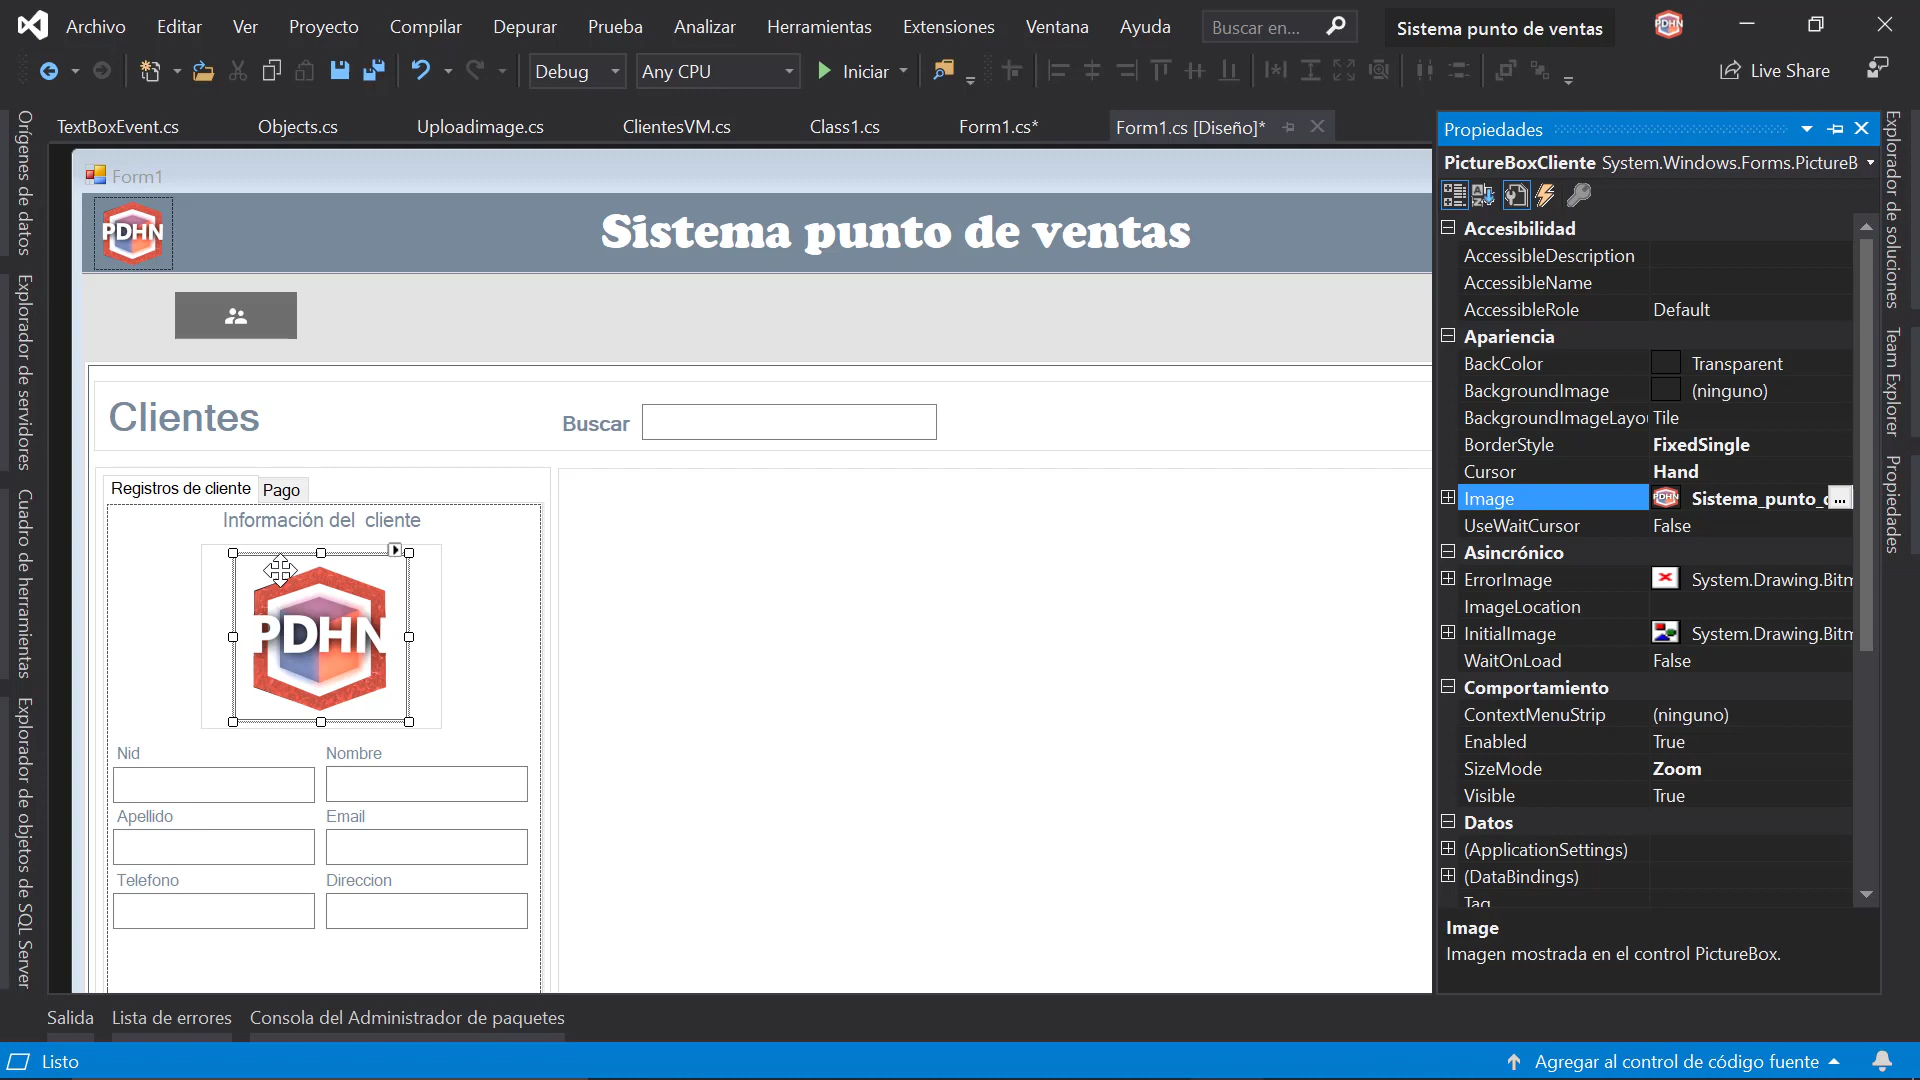 Archivo Editar Ver Proyecto Compilar Depurar Prueba Analizar Herramientas Extensiones Ventana Ayuda Buscar en... Sistema punto de ventas
Debug Any CPU Iniciar Live Share
TextBoxEvent.cs Objects.cs Uploadimage.cs ClientesVM.cs Class1.cs Form1.cs* Form1.cs [Diseño]*
Orígenes de datos
Explorador de servidores
Cuadro de herramientas
Explorador de objetos de SQL Server
Form1
PDHN
Sistema punto de ventas
Clientes
Buscar
Registros de cliente Pago
Información del cliente
PDHN
Nid Nombre
Apellido Email
Telefono Direccion
Propiedades
PictureBoxCliente System.Windows.Forms.PictureB
Accesibilidad
AccessibleDescription
AccessibleName
AccessibleRole Default
Apariencia
BackColor Transparent
BackgroundImage (ninguno)
BackgroundImageLayou Tile
BorderStyle FixedSingle
Cursor Hand
Image Sistema_punto_d ...
UseWaitCursor False
Asincrónico
ErrorImage System.Drawing.Bitm
ImageLocation
InitialImage System.Drawing.Bitm
WaitOnLoad False
Comportamiento
ContextMenuStrip (ninguno)
Enabled True
SizeMode Zoom
Visible True
Datos
(ApplicationSettings)
(DataBindings)
Tag
Image
Imagen mostrada en el control PictureBox.
Explorador de soluciones
Team Explorer
Propiedades
Salida Lista de errores Consola del Administrador de paquetes
Listo Agregar al control de código fuente